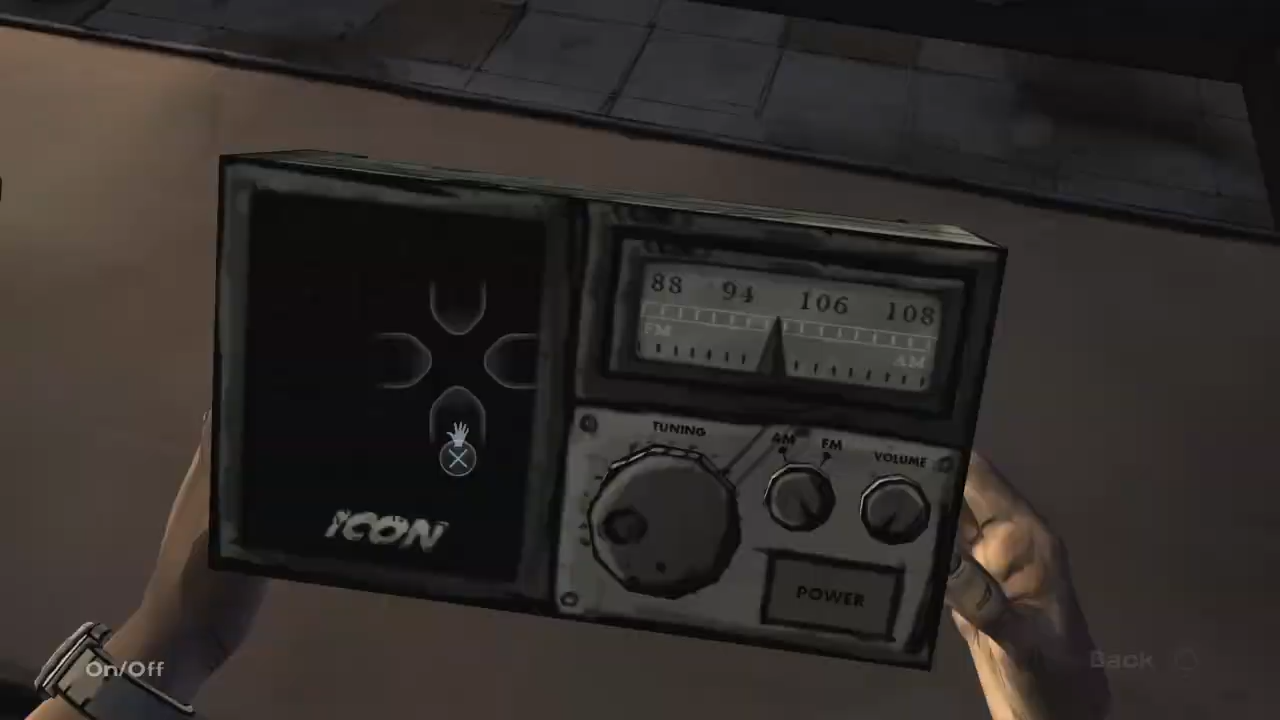 88 94 106 108
FM AM
TUNING AM FM VOLUME
ICON
POWER
On/Off
Back